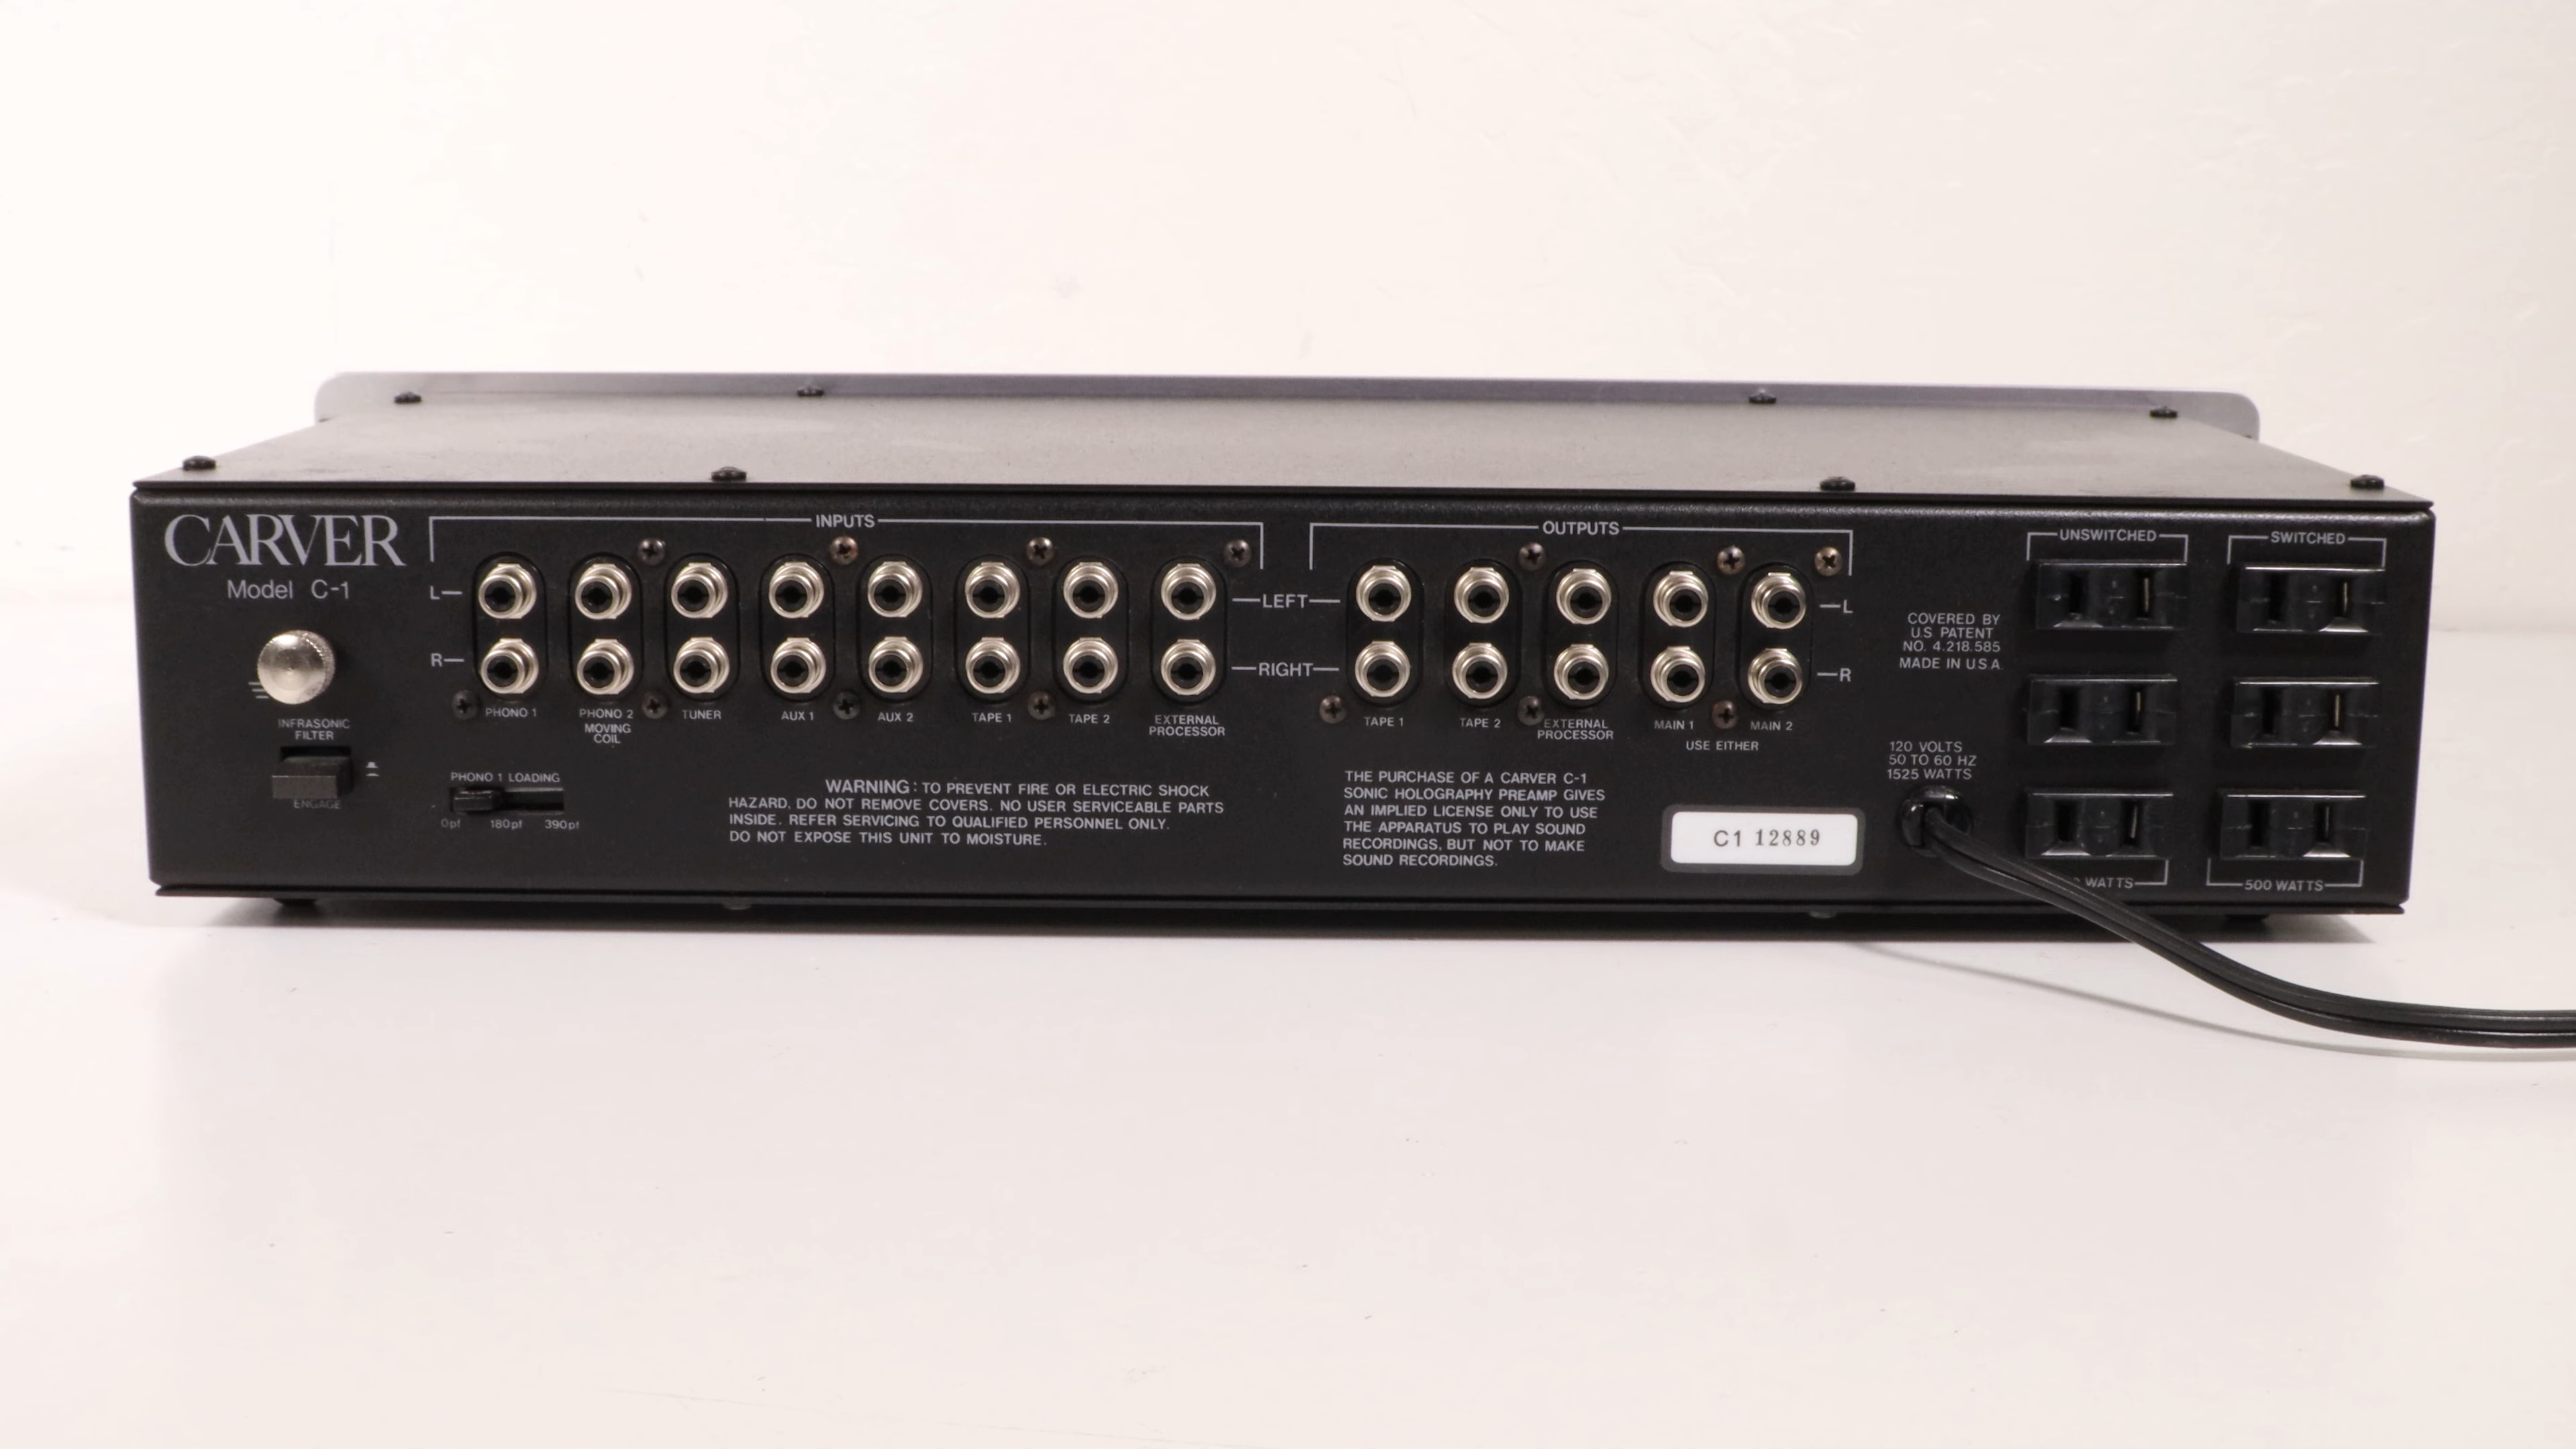 CARVER
Model C-1
INFRASONIC
FILTER
ENGAGE
INPUTS
L
R
PHONO 1
PHONO 2
MOVING
COIL
TUNER
AUX 1
AUX 2
TAPE 1
TAPE 2
EXTERNAL
PROCESSOR
LEFT
RIGHT
PHONO 1 LOADING
0pf 180pf 390pf
WARNING: TO PREVENT FIRE OR ELECTRIC SHOCK
HAZARD, DO NOT REMOVE COVERS. NO USER SERVICEABLE PARTS
INSIDE. REFER SERVICING TO QUALIFIED PERSONNEL ONLY.
DO NOT EXPOSE THIS UNIT TO MOISTURE.
OUTPUTS
L
R
TAPE 1
TAPE 2
EXTERNAL
PROCESSOR
MAIN 1
MAIN 2
USE EITHER
THE PURCHASE OF A CARVER C-1
SONIC HOLOGRAPHY PREAMP GIVES
AN IMPLIED LICENSE ONLY TO USE
THE APPARATUS TO PLAY SOUND
RECORDINGS, BUT NOT TO MAKE
SOUND RECORDINGS.
C1 12889
COVERED BY
U.S. PATENT
NO. 4.218.585
MADE IN U.S.A.
120 VOLTS
50 TO 60 HZ
1525 WATTS
UNSWITCHED
WATTS
SWITCHED
500 WATTS